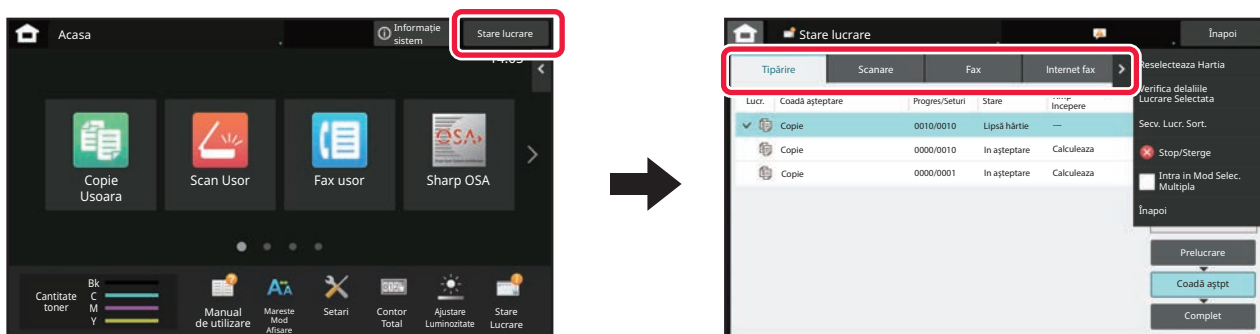 Acasa
Informație
sistem
Stare lucrare
Copie
Usoara
Scan Usor
Fax usor
OSA
Sharp OSA
Cantitate
toner
Bk
C
M
Y
Manual
de utilizare
Mareste
Mod
Afisare
Setari
Contor
Total
Ajustare
Luminozitate
Stare
Lucrare
Stare lucrare
Înapoi
Tipărire
Scanare
Fax
Internet fax
Lucr.
Coadă așteptare
Progres/Seturi
Stare
Incepere
Copie
0010/0010
Lipsă hârtie
—
Copie
0000/0010
In așteptare
Calculeaza
Copie
0000/0001
In așteptare
Calculeaza
Reselecteaza Hartia
Verifica delaliile
Lucrare Selectata
Secv. Lucr. Sort.
Stop/Sterge
Intra in Mod Selec.
Multipla
Înapoi
Prelucrare
Coadă aștpt
Complet